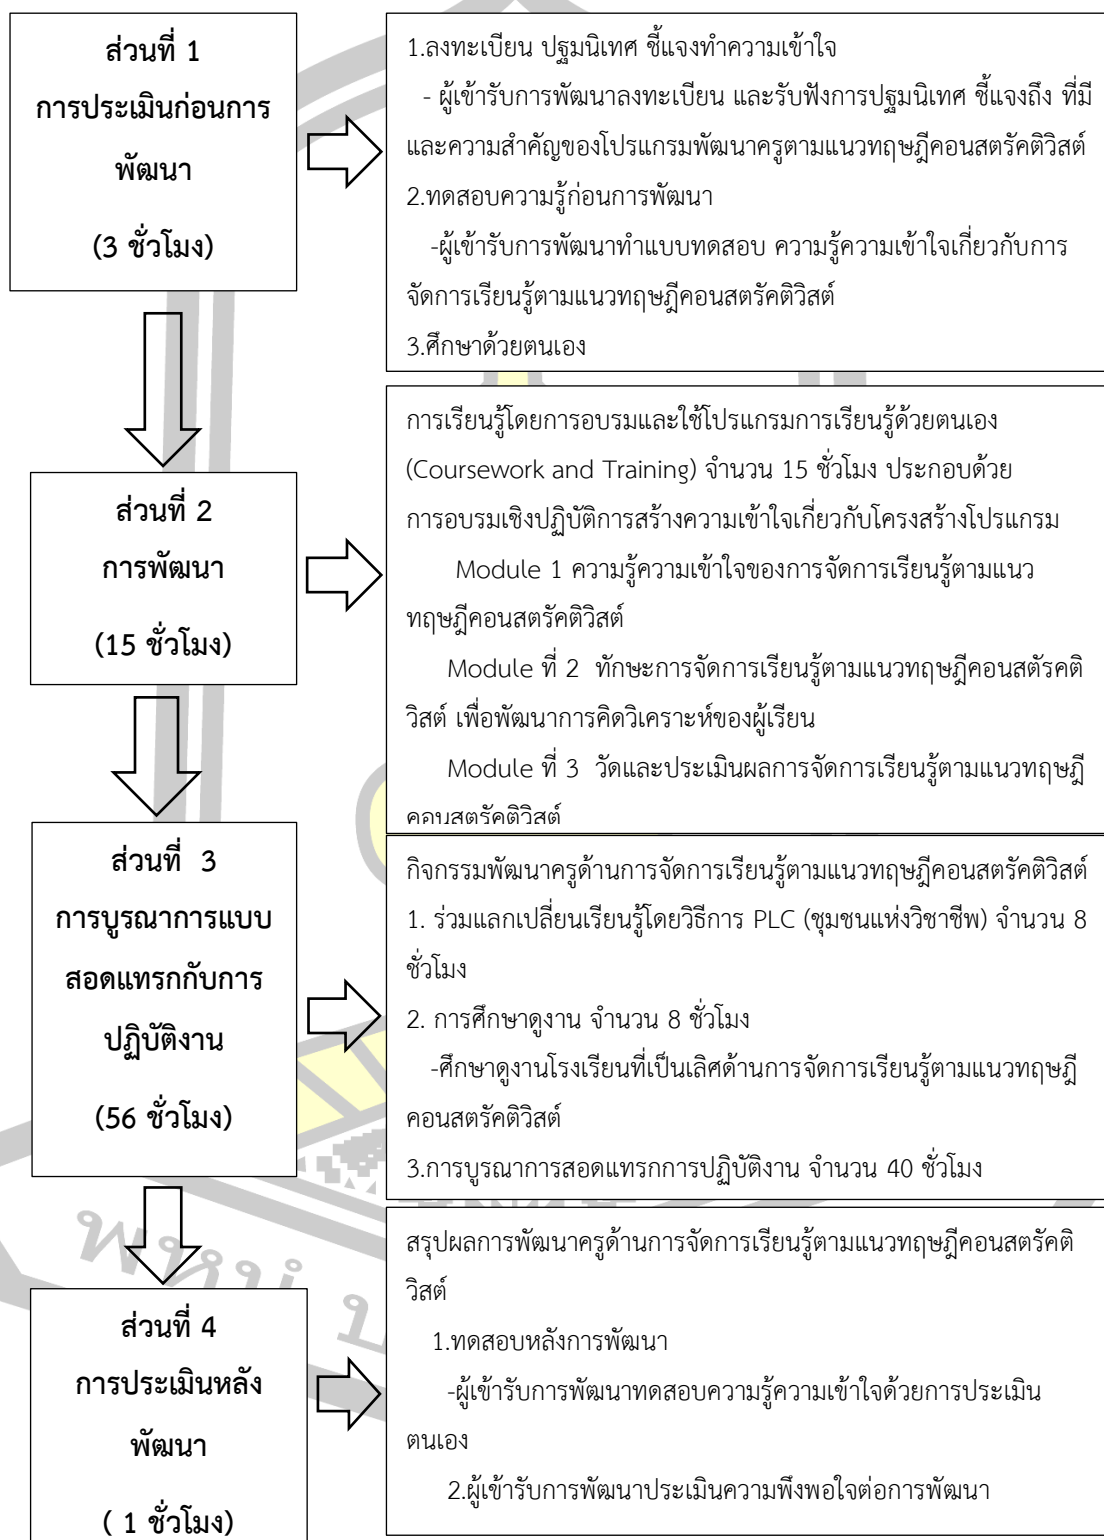 ส่วนที่ 1
การประเมินก่อนการ
พัฒนา
(3 ชั่วโมง)
1.ลงทะเบียน ปฐมนิเทศ ชี้แจงทำความเข้าใจ
- ผู้เข้ารับการพัฒนาลงทะเบียน และรับฟังการปฐมนิเทศ ชี้แจงถึง ที่มี
และความสำคัญของโปรแกรมพัฒนาครูตามแนวทฤษฎีคอนสตรัคติวิสต์
2.ทดสอบความรู้ก่อนการพัฒนา
-ผู้เข้ารับการพัฒนาทำแบบทดสอบ ความรู้ความเข้าใจเกี่ยวกับการ
จัดการเรียนรู้ตามแนวทฤษฎีคอนสตรัคติวิสต์
3.ศึกษาด้วยตนเอง
ส่วนที่ 2
การพัฒนา
(15 ชั่วโมง)
การเรียนรู้โดยการอบรมและใช้โปรแกรมการเรียนรู้ด้วยตนเอง
(Coursework and Training) จำนวน 15 ชั่วโมง ประกอบด้วย
การอบรมเชิงปฏิบัติการสร้างความเข้าใจเกี่ยวกับโครงสร้างโปรแกรม
Module 1 ความรู้ความเข้าใจของการจัดการเรียนรู้ตามแนว
ทฤษฎีคอนสตรัคติวิสต์
Module ที่ 2 ทักษะการจัดการเรียนรู้ตามแนวทฤษฎีคอนสตัรคติ
วิสต์ เพื่อพัฒนาการคิดวิเคราะห์ของผู้เรียน
Module ที่ 3 วัดและประเมินผลการจัดการเรียนรู้ตามแนวทฤษฎี
คอนสตรัคติวิสต์
ส่วนที่ 3
การบูรณาการแบบ
สอดแทรกกับการ
ปฏิบัติงาน
(56 ชั่วโมง)
กิจกรรมพัฒนาครูด้านการจัดการเรียนรู้ตามแนวทฤษฎีคอนสตรัคติวิสต์
1. ร่วมแลกเปลี่ยนเรียนรู้โดยวิธีการ PLC (ชุมชนแห่งวิชาชีพ) จำนวน 8
ชั่วโมง
2. การศึกษาดูงาน จำนวน 8 ชั่วโมง
-ศึกษาดูงานโรงเรียนที่เป็นเลิศด้านการจัดการเรียนรู้ตามแนวทฤษฎี
คอนสตรัคติวิสต์
3.การบูรณาการสอดแทรกการปฏิบัติงาน จำนวน 40 ชั่วโมง
ส่วนที่ 4
การประเมินหลัง
พัฒนา
( 1 ชั่วโมง)
สรุปผลการพัฒนาครูด้านการจัดการเรียนรู้ตามแนวทฤษฎีคอนสตรัคติ
วิสต์
1.ทดสอบหลังการพัฒนา
-ผู้เข้ารับการพัฒนาทดสอบความรู้ความเข้าใจด้วยการประเมิน
ตนเอง
2.ผู้เข้ารับการพัฒนาประเมินความพึงพอใจต่อการพัฒนา